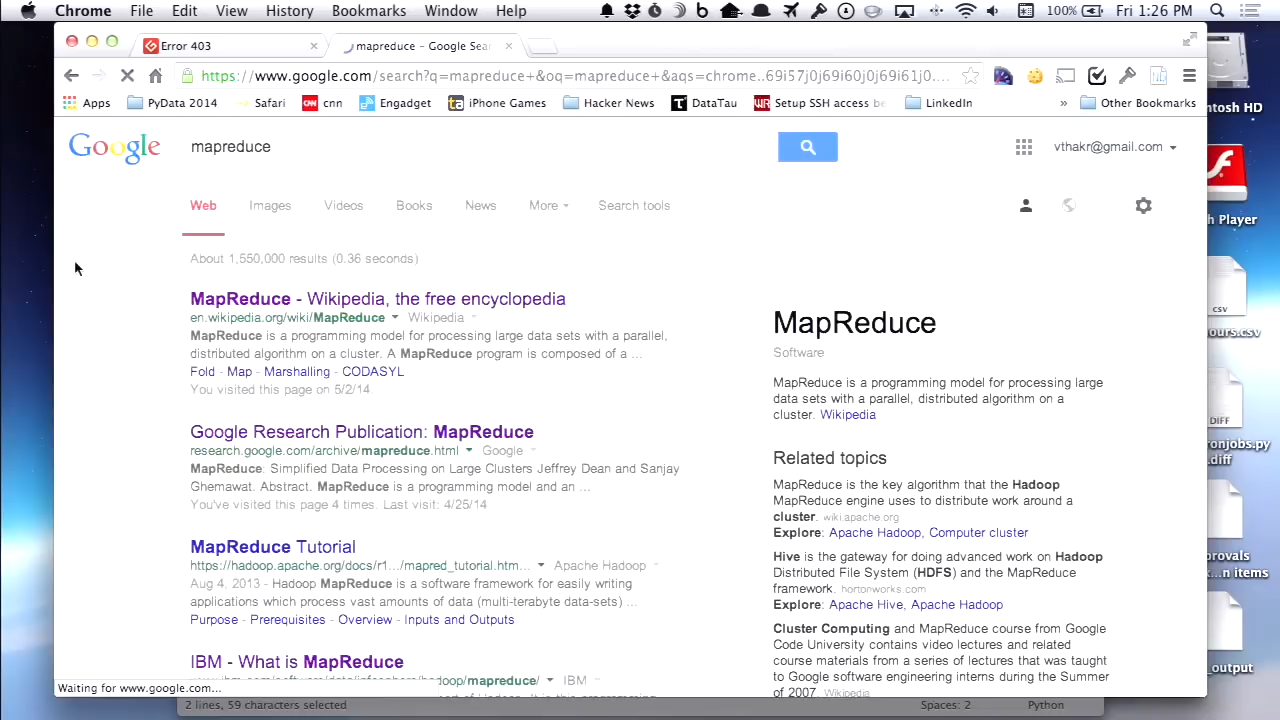 Chrome File Edit View History Bookmarks Window Help 100% Fri 1:26 PM
Error 403
mapreduce - Google Sea
https://www.google.com/search?q=mapreduce+&oq=mapreduce+&aqs=chrome..69i57j0j69i60j0j69i61j0...
Apps PyData 2014 Safari cnn Engadget iPhone Games Hacker News DataTau Setup SSH access be LinkedIn » Other Bookmarks
Google mapreduce vthakr@gmail.com
Web Images Videos Books News More Search tools
About 1,550,000 results (0.36 seconds)
MapReduce - Wikipedia, the free encyclopedia
en.wikipedia.org/wiki/MapReduce Wikipedia
MapReduce is a programming model for processing large data sets with a parallel,
distributed algorithm on a cluster. A MapReduce program is composed of a ...
Fold - Map - Marshalling - CODASYL
You visited this page on 5/2/14.
Google Research Publication: MapReduce
research.google.com/archive/mapreduce.html Google
MapReduce: Simplified Data Processing on Large Clusters Jeffrey Dean and Sanjay
Ghemawat. Abstract. MapReduce is a programming model and an ...
You've visited this page 4 times. Last visit: 4/25/14
MapReduce Tutorial
https://hadoop.apache.org/docs/r1.../mapred_tutorial.htm... Apache Hadoop
Aug 4, 2013 - Hadoop MapReduce is a software framework for easily writing
applications which process vast amounts of data (multi-terabyte data-sets) ...
Purpose - Prerequisites - Overview - Inputs and Outputs
IBM - What is MapReduce
IBM
MapReduce
Software
MapReduce is a programming model for processing large
data sets with a parallel, distributed algorithm on a
cluster. Wikipedia
Related topics
MapReduce is the key algorithm that the Hadoop
MapReduce engine uses to distribute work around a
cluster. wiki.apache.org
Explore: Apache Hadoop, Computer cluster
Hive is the gateway for doing advanced work on Hadoop
Distributed File System (HDFS) and the MapReduce
framework. hortonworks.com
Explore: Apache Hive, Apache Hadoop
Cluster Computing and MapReduce course from Google
Code University contains video lectures and related
course materials from a series of lectures that was taught
to Google software engineering interns during the Summer
of 2007. Wikipedia
Waiting for www.google.com...
2 lines, 59 characters selected Spaces: 2 Python
ntosh HD
h Player
CSV
ours.csv
DIFF
ronjobs.py
.diff
rovals
k...n items
_output